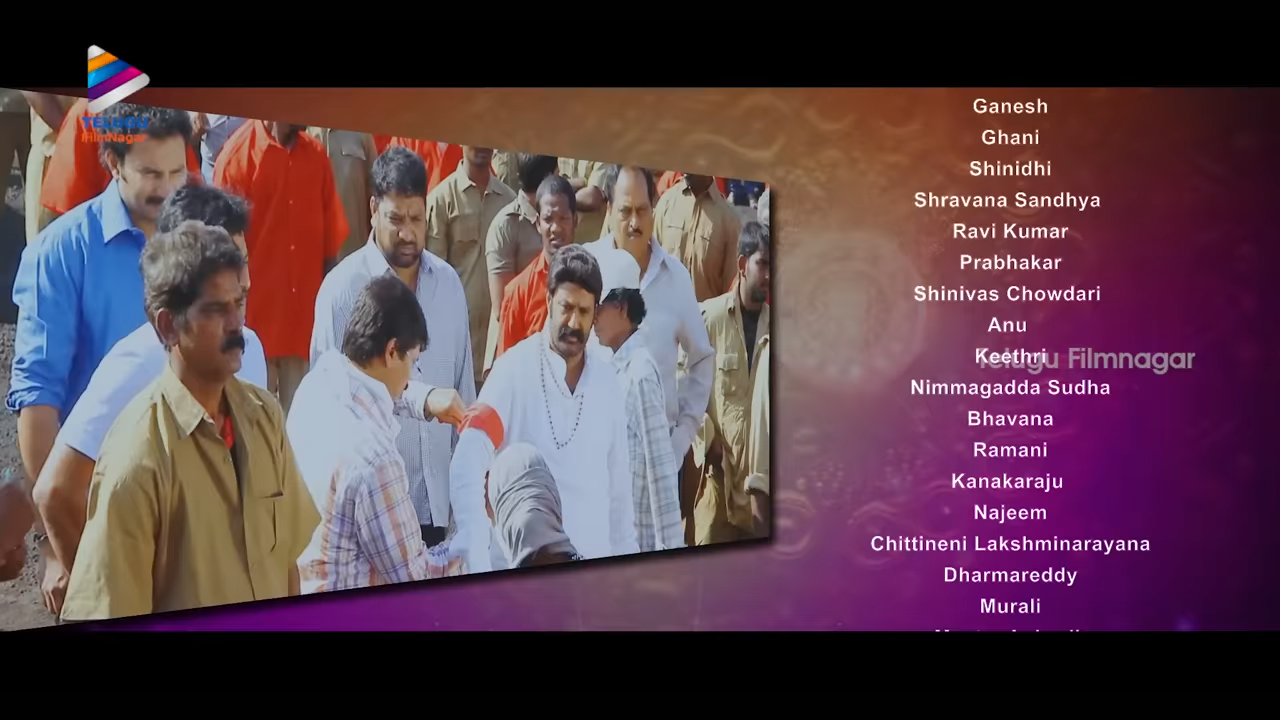 TELUGU
FilmNagar
Ganesh
Ghani
Shinidhi
Shravana Sandhya
Ravi Kumar
Prabhakar
Shinivas Chowdari
Anu
Keethri
Telugu Filmnagar
Nimmagadda Sudha
Bhavana
Ramani
Kanakaraju
Najeem
Chittineni Lakshminarayana
Dharmareddy
Murali